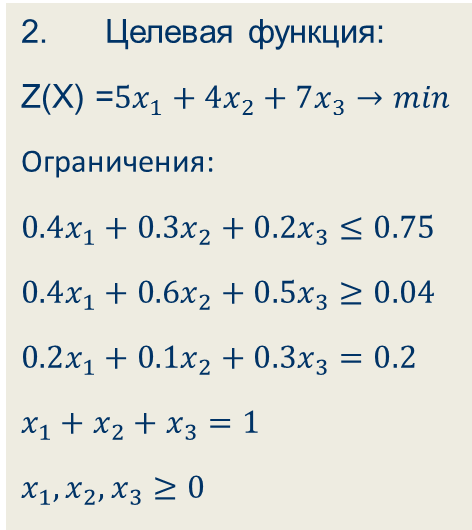 2. Целевая функция:
Z(X) =5x₁ + 4x₂ + 7x₃ → min
Ограничения:
0.4x₁ + 0.3x₂ + 0.2x₃ ≤ 0.75
0.4x₁ + 0.6x₂ + 0.5x₃ ≥ 0.04
0.2x₁ + 0.1x₂ + 0.3x₃ = 0.2
x₁ + x₂ + x₃ = 1
x₁, x₂, x₃ ≥ 0